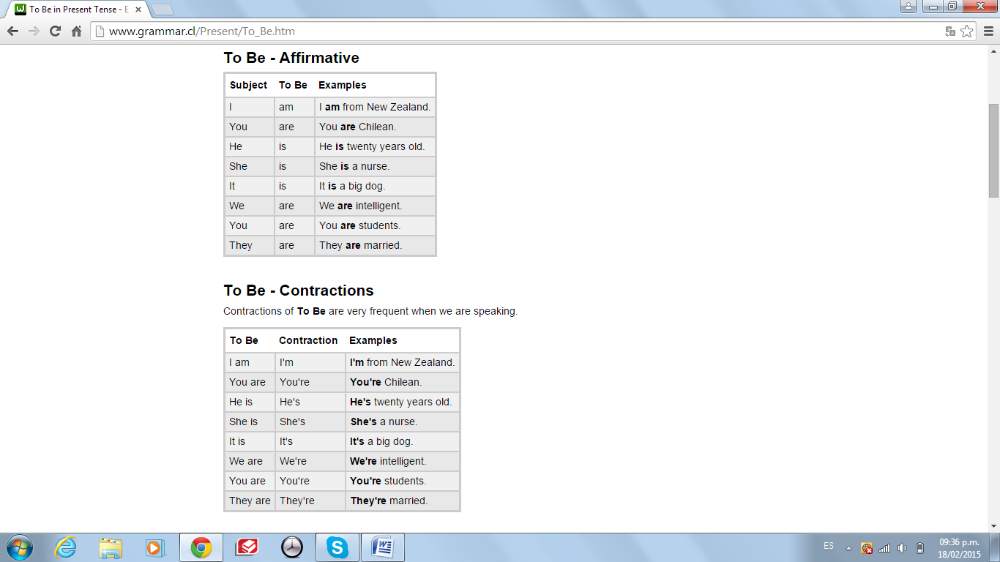 To Be in Present Tense - E
www.grammar.cl/Present/To_Be.htm
To Be - Affirmative
Subject To Be Examples
I am I am from New Zealand.
You are You are Chilean.
He is He is twenty years old.
She is She is a nurse.
It is It is a big dog.
We are We are intelligent.
You are You are students.
They are They are married.
To Be - Contractions
Contractions of To Be are very frequent when we are speaking.
To Be Contraction Examples
I am I'm I'm from New Zealand.
You are You're You're Chilean.
He is He's He's twenty years old.
She is She's She's a nurse.
It is It's It's a big dog.
We are We're We're intelligent.
You are You're You're students.
They are They're They're married.
ES 09:36 p.m.
18/02/2015